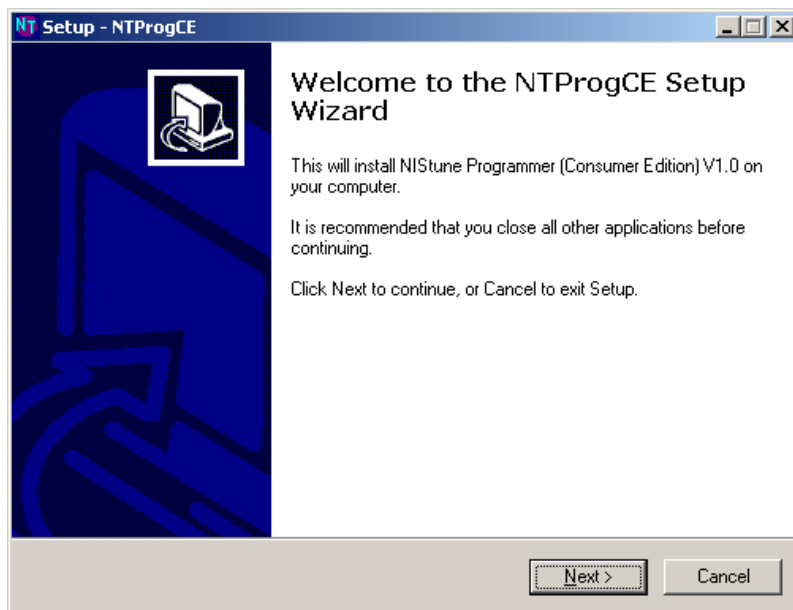 NT Setup - NTProgCE
Welcome to the NTProgCE Setup
Wizard
This will install NIStune Programmer (Consumer Edition) V1.0 on
your computer.
It is recommended that you close all other applications before
continuing.
Click Next to continue, or Cancel to exit Setup.
Next >
Cancel